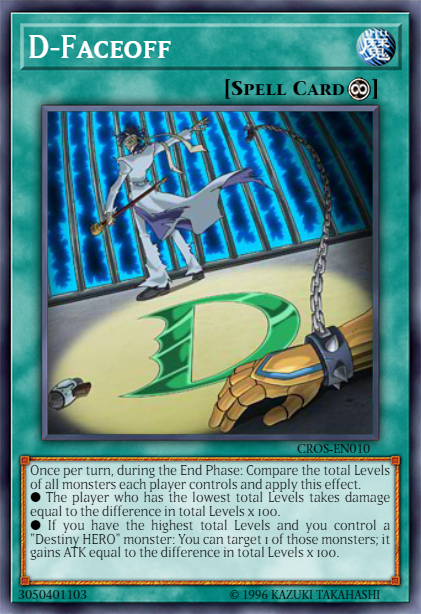 D-Faceoff
魔
[Spell Card]
D
CROS-EN010
Once per turn, during the End Phase: Compare the total Levels
of all monsters each player controls and apply this effect.
● The player who has the lowest total Levels takes damage
equal to the difference in total Levels x 100.
● If you have the highest total Levels and you control a
"Destiny HERO" monster: You can target 1 of those monsters; it
gains ATK equal to the difference in total Levels x 100.
3050401103
© 1996 KAZUKI TAKAHASHI